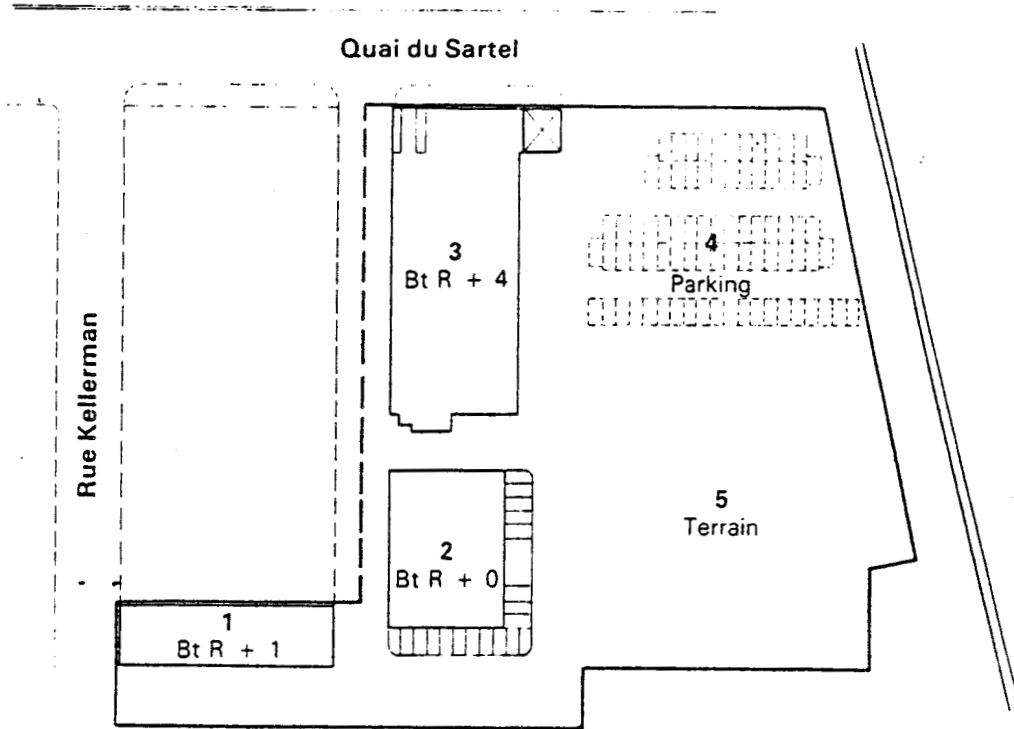 Quai du Sartel
3
Bt R + 4
4
Parking
Rue Kellerman
5
Terrain
2
Bt R + 0
1
Bt R + 1